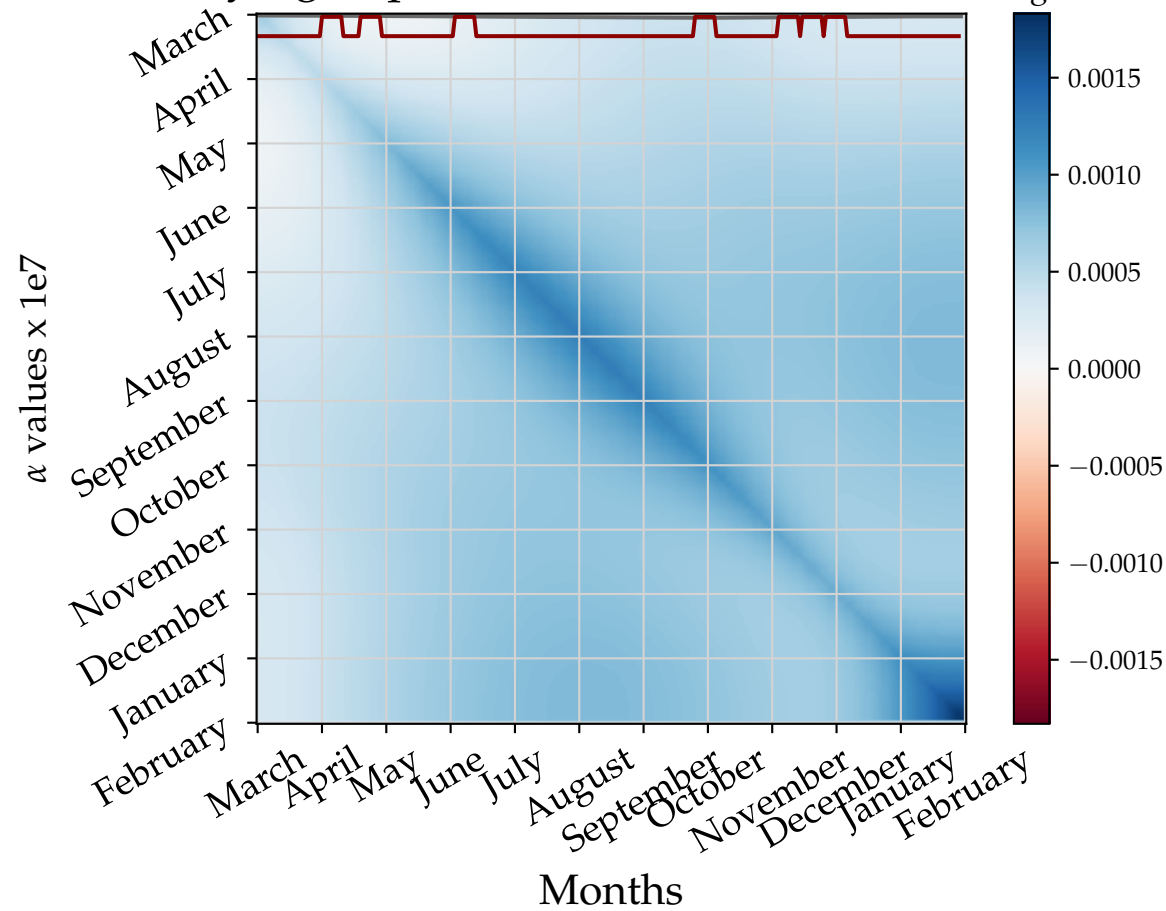 March
April
May
June
July
August
September
October
November
December
January
February
α values x 1e7
March
April
May
June
July
August
September
October
November
December
January
February
Months
0.0015
0.0010
0.0005
0.0000
−0.0005
−0.0010
−0.0015